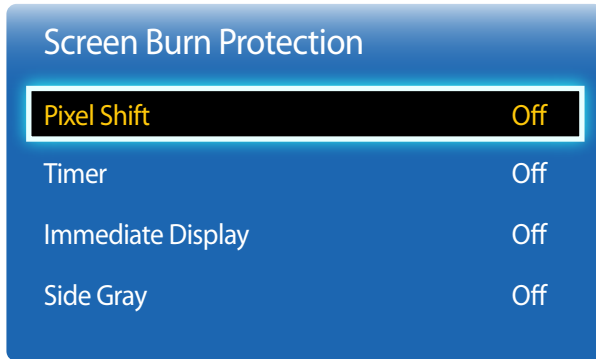 Screen Burn Protection
Pixel Shift Off
Timer Off
Immediate Display Off
Side Gray Off